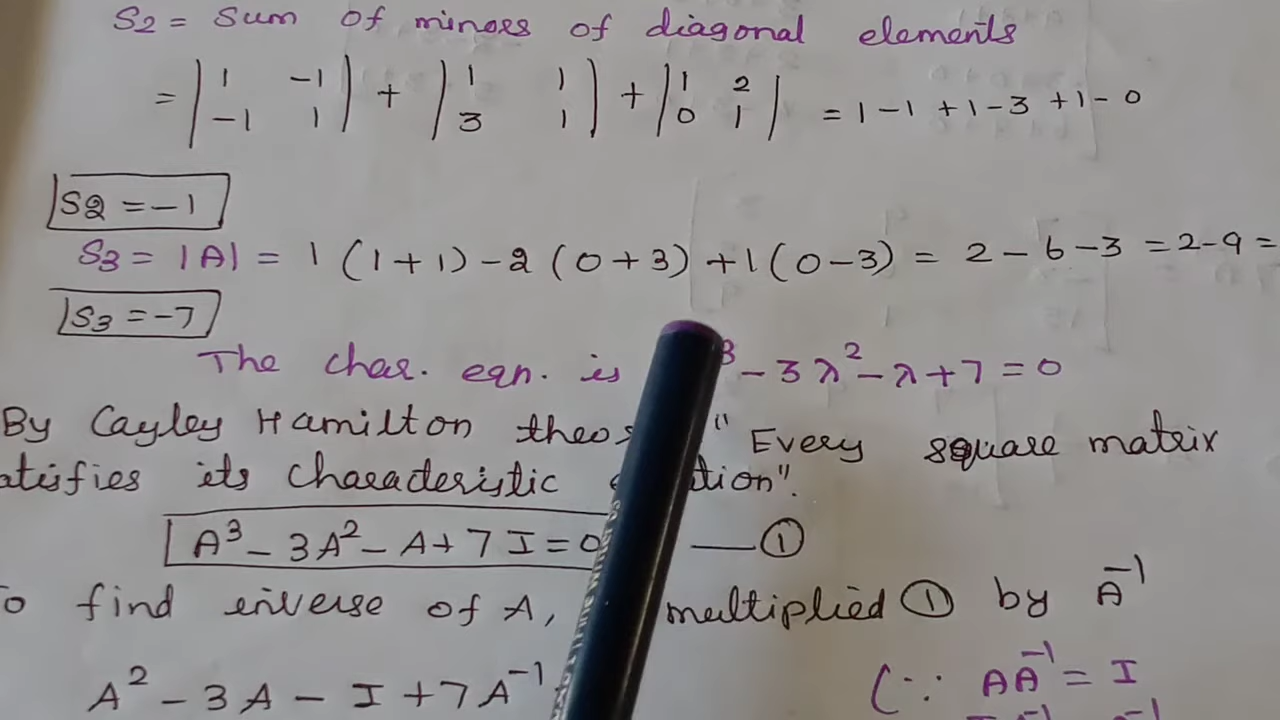 S2 = Sum of minors of diagonal elements
= | 1 -1 | + | 1 1 | + | 1 2 | = 1 - 1 + 1 - 3 + 1 - 0
| -1 1 | | 3 1 | | 0 1 |
S2 = -1
S3 = |A| = 1 (1+1) - 2 (0+3) + 1 (0-3) = 2 - 6 - 3 = 2 - 9 =
S3 = -7
The char. eqn. is ³ - 3λ² - λ + 7 = 0
By Cayley Hamilton "Every square matrix
atisfies its characteristic tion".
A³ - 3A² - A + 7I = 0 — ①
To find inverse of A, multiplied ① by A⁻¹
A² - 3A - I + 7A⁻¹ (∵ AA⁻¹ = I